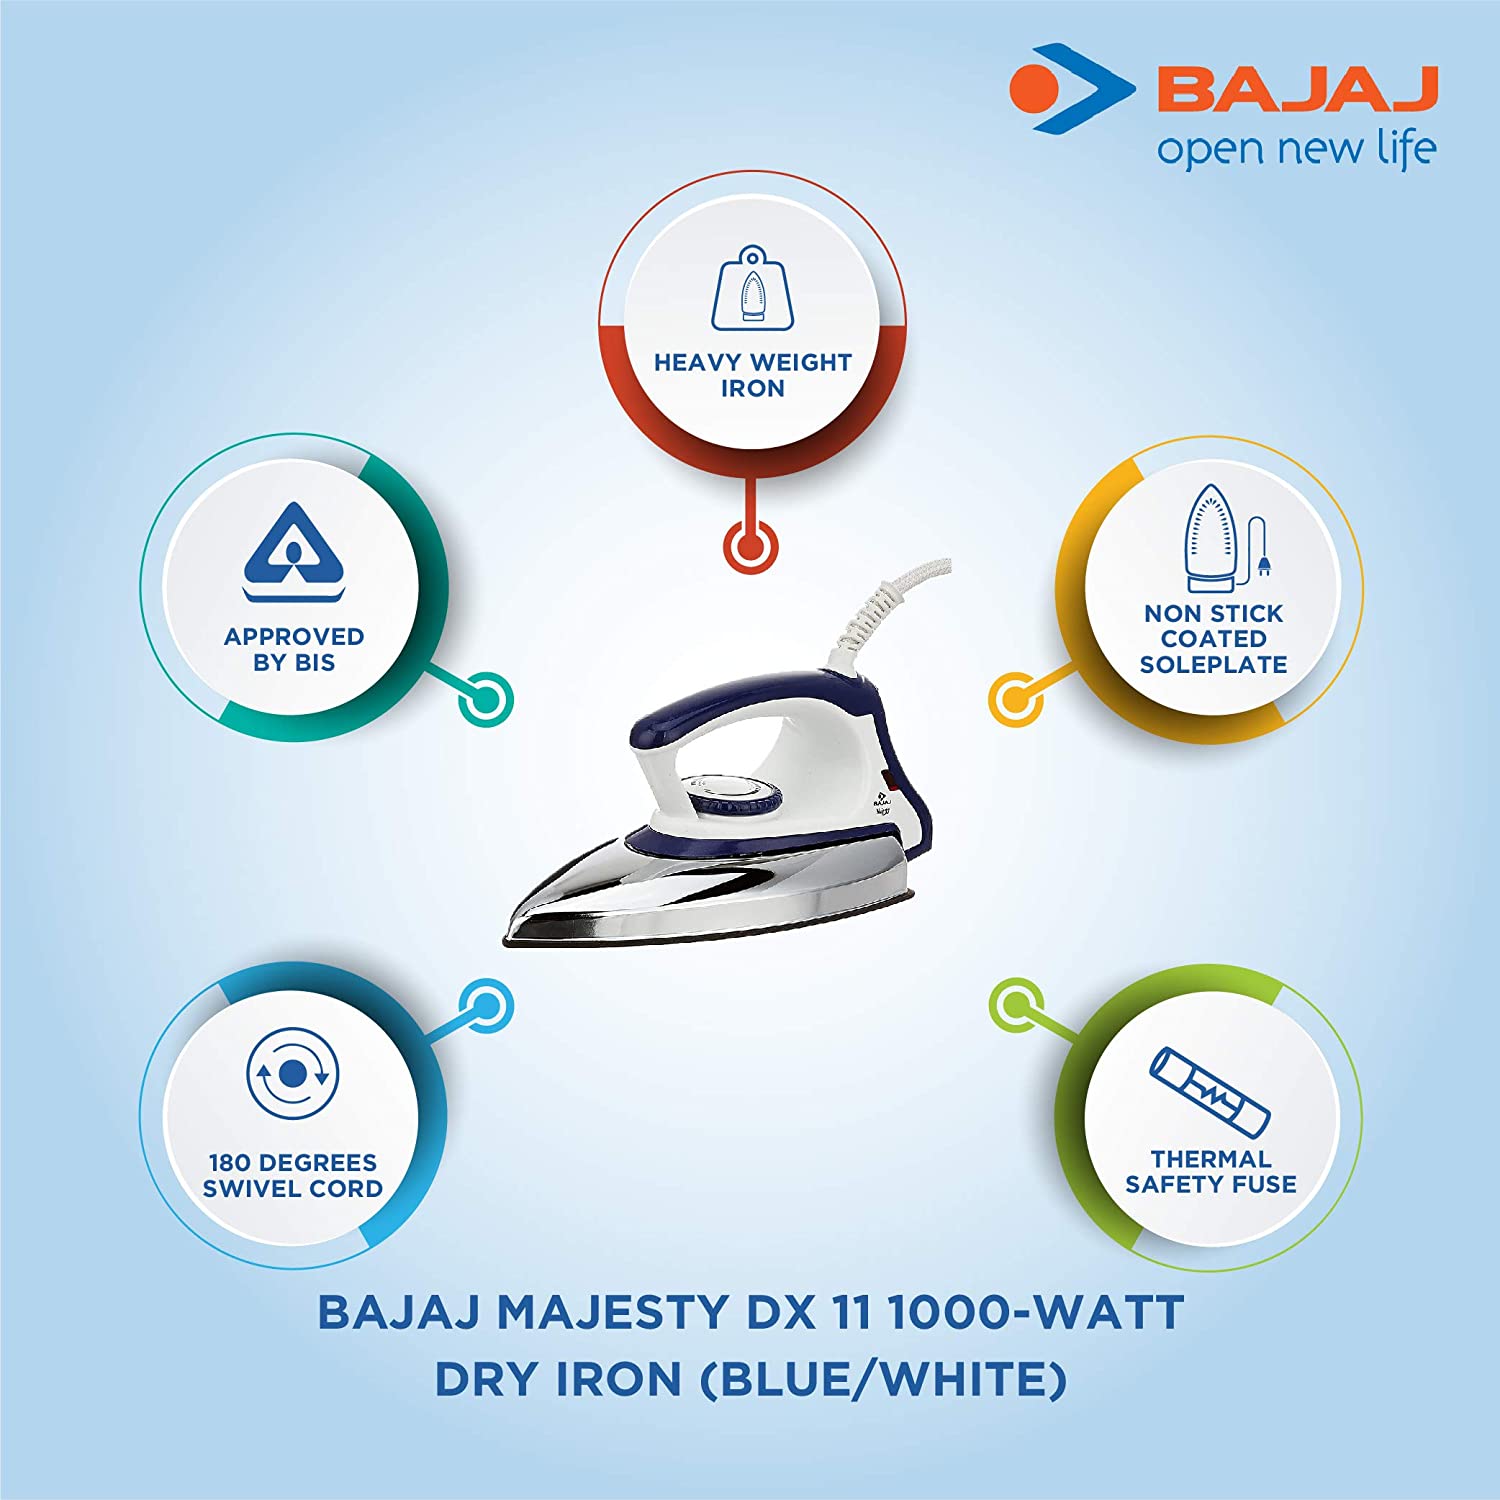 BAJAJ
open new life
HEAVY WEIGHT
IRON
APPROVED
BY BIS
NON STICK
COATED
SOLEPLATE
BAJAJ
180 DEGREES
SWIVEL CORD
THERMAL
SAFETY FUSE
BAJAJ MAJESTY DX 11 1000-WATT
DRY IRON (BLUE/WHITE)